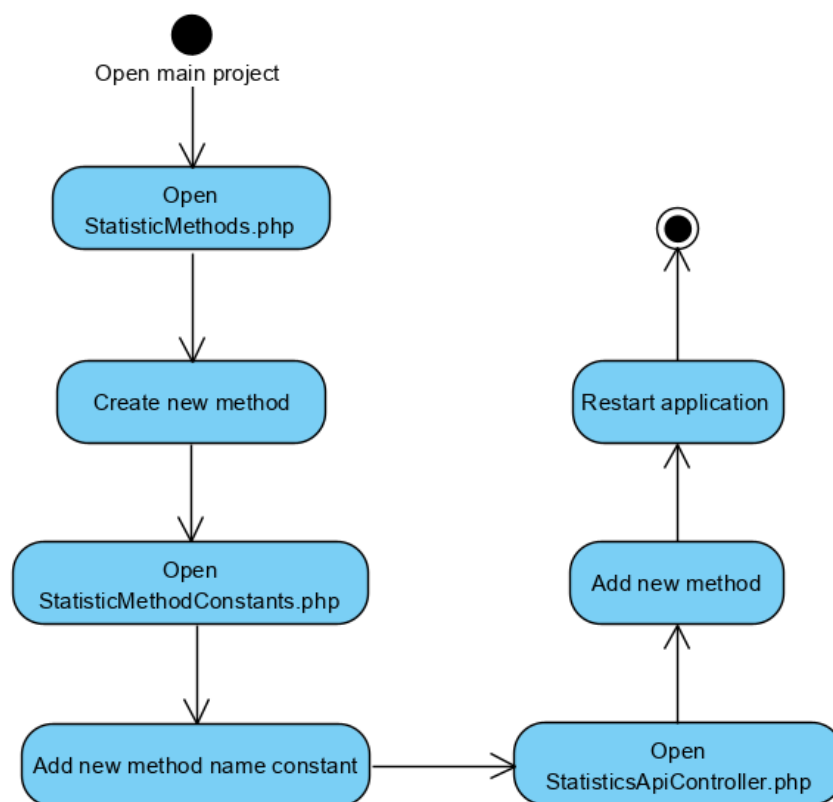 Open main project
Open
StatisticMethods.php
Create new method
Open
StatisticMethodConstants.php
Add new method name constant
Open
StatisticsApiController.php
Add new method
Restart application